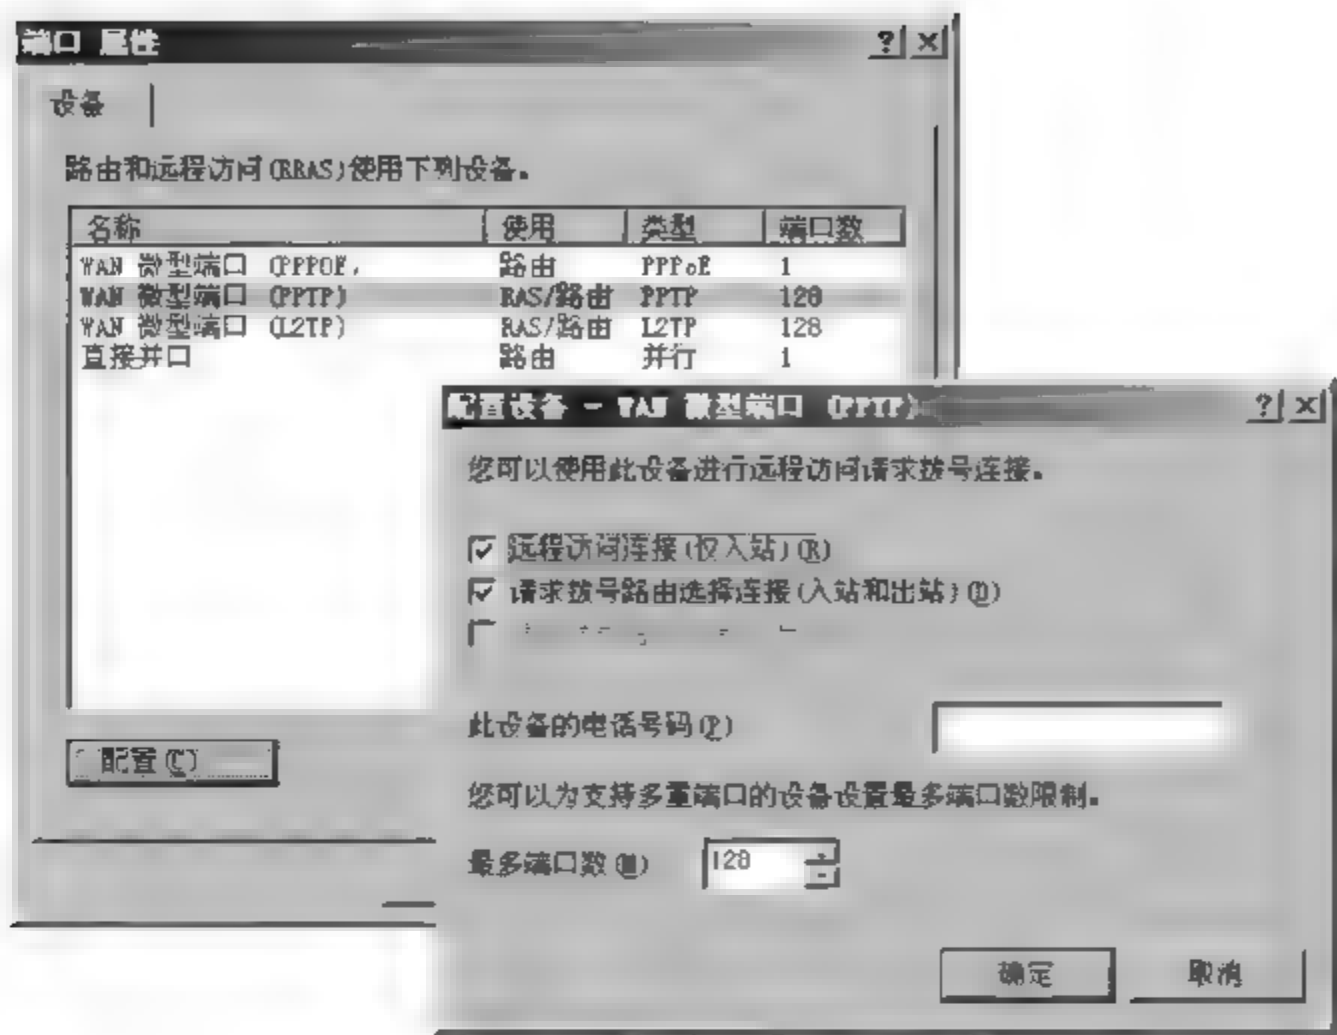 端口 属性
设备
路由和远程访问(RRAS)使用下列设备。
名称 使用 类型 端口数
WAN 微型端口 (PPPOE) 路由 PPPoE 1
WAN 微型端口 (PPTP) RAS/路由 PPTP 128
WAN 微型端口 (L2TP) RAS/路由 L2TP 128
直接并口 路由 并行 1
配置(C)
配置设备 - WAN 微型端口 (PPTP)
您可以使用此设备进行远程访问请求拨号连接。
远程访问连接(仅入站)(R)
请求拨号路由选择连接(入站和出站)(D)
此设备的电话号码(P)
您可以为支持多重端口的设备设置最多端口数限制。
最多端口数(M) 128
确定 取消